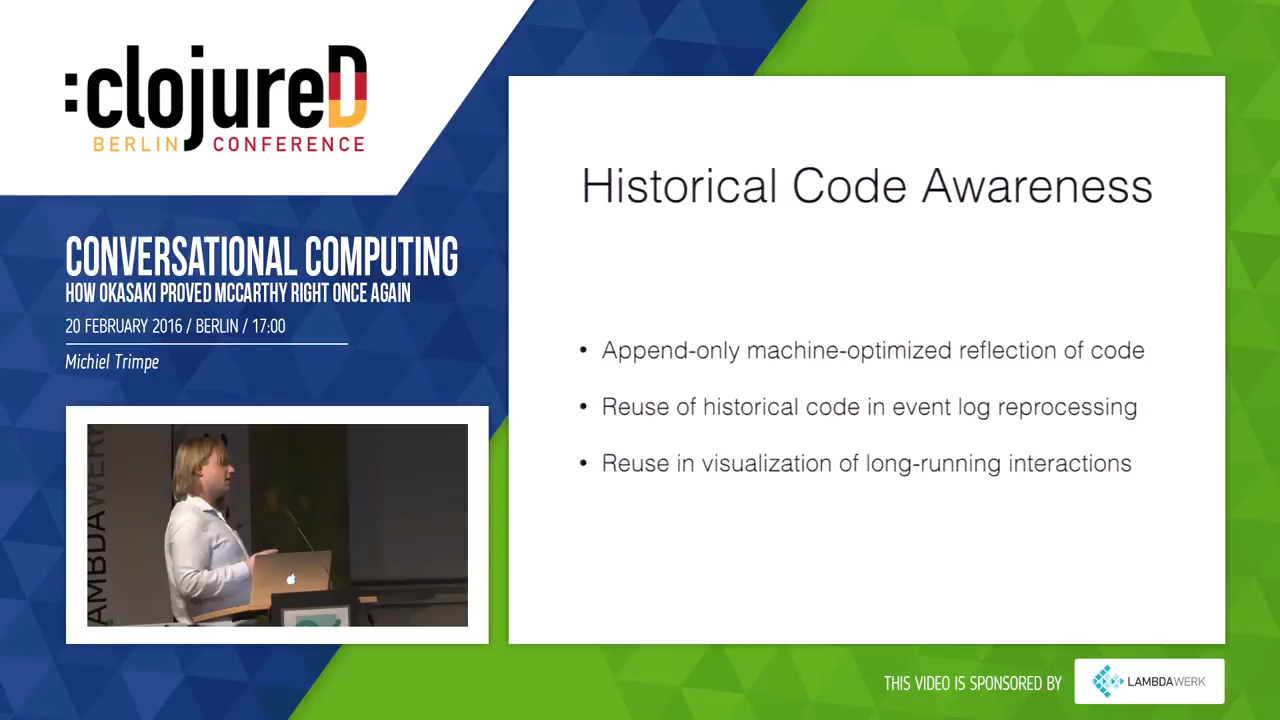 :clojureD
BERLIN CONFERENCE
CONVERSATIONAL COMPUTING
HOW OKASAKI PROVED MCCARTHY RIGHT ONCE AGAIN
20 FEBRUARY 2016 / BERLIN / 17:00
Michiel Trimpe
AMBDAWERK
Historical Code Awareness
• Append-only machine-optimized reflection of code
• Reuse of historical code in event log reprocessing
• Reuse in visualization of long-running interactions
THIS VIDEO IS SPONSORED BY
LAMBDAWERK